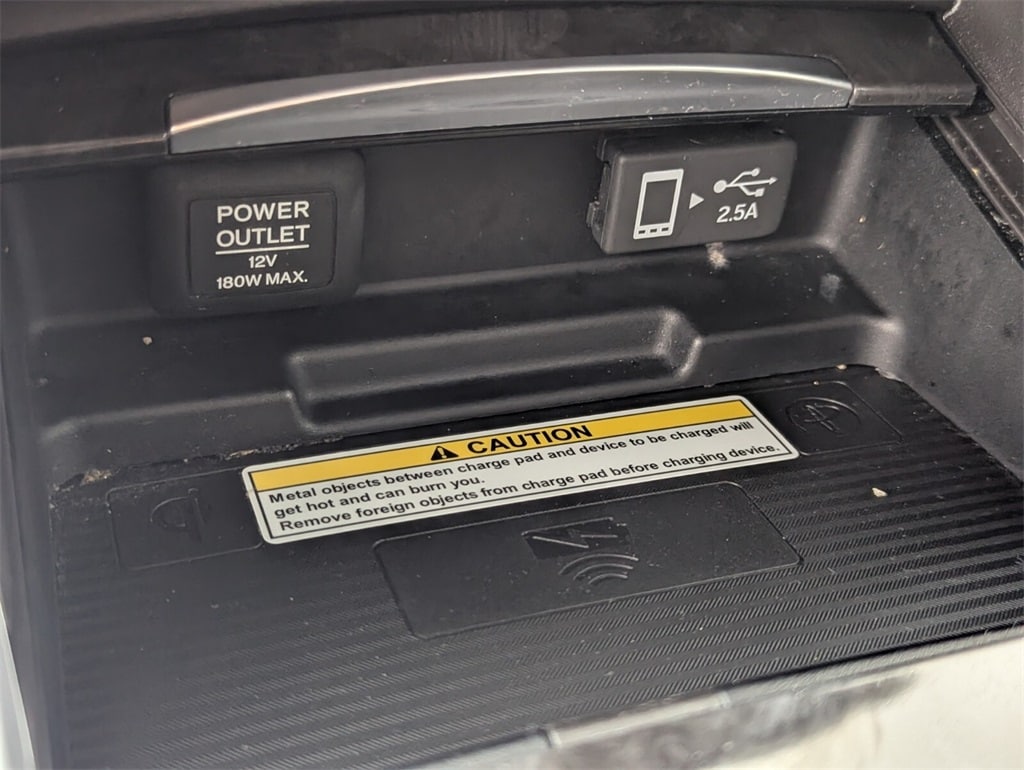 POWER
OUTLET
12V
180W MAX.
2.5A
CAUTION
Metal objects between charge pad and device to be charged will
get hot and can burn you.
Remove foreign objects from charge pad before charging device.